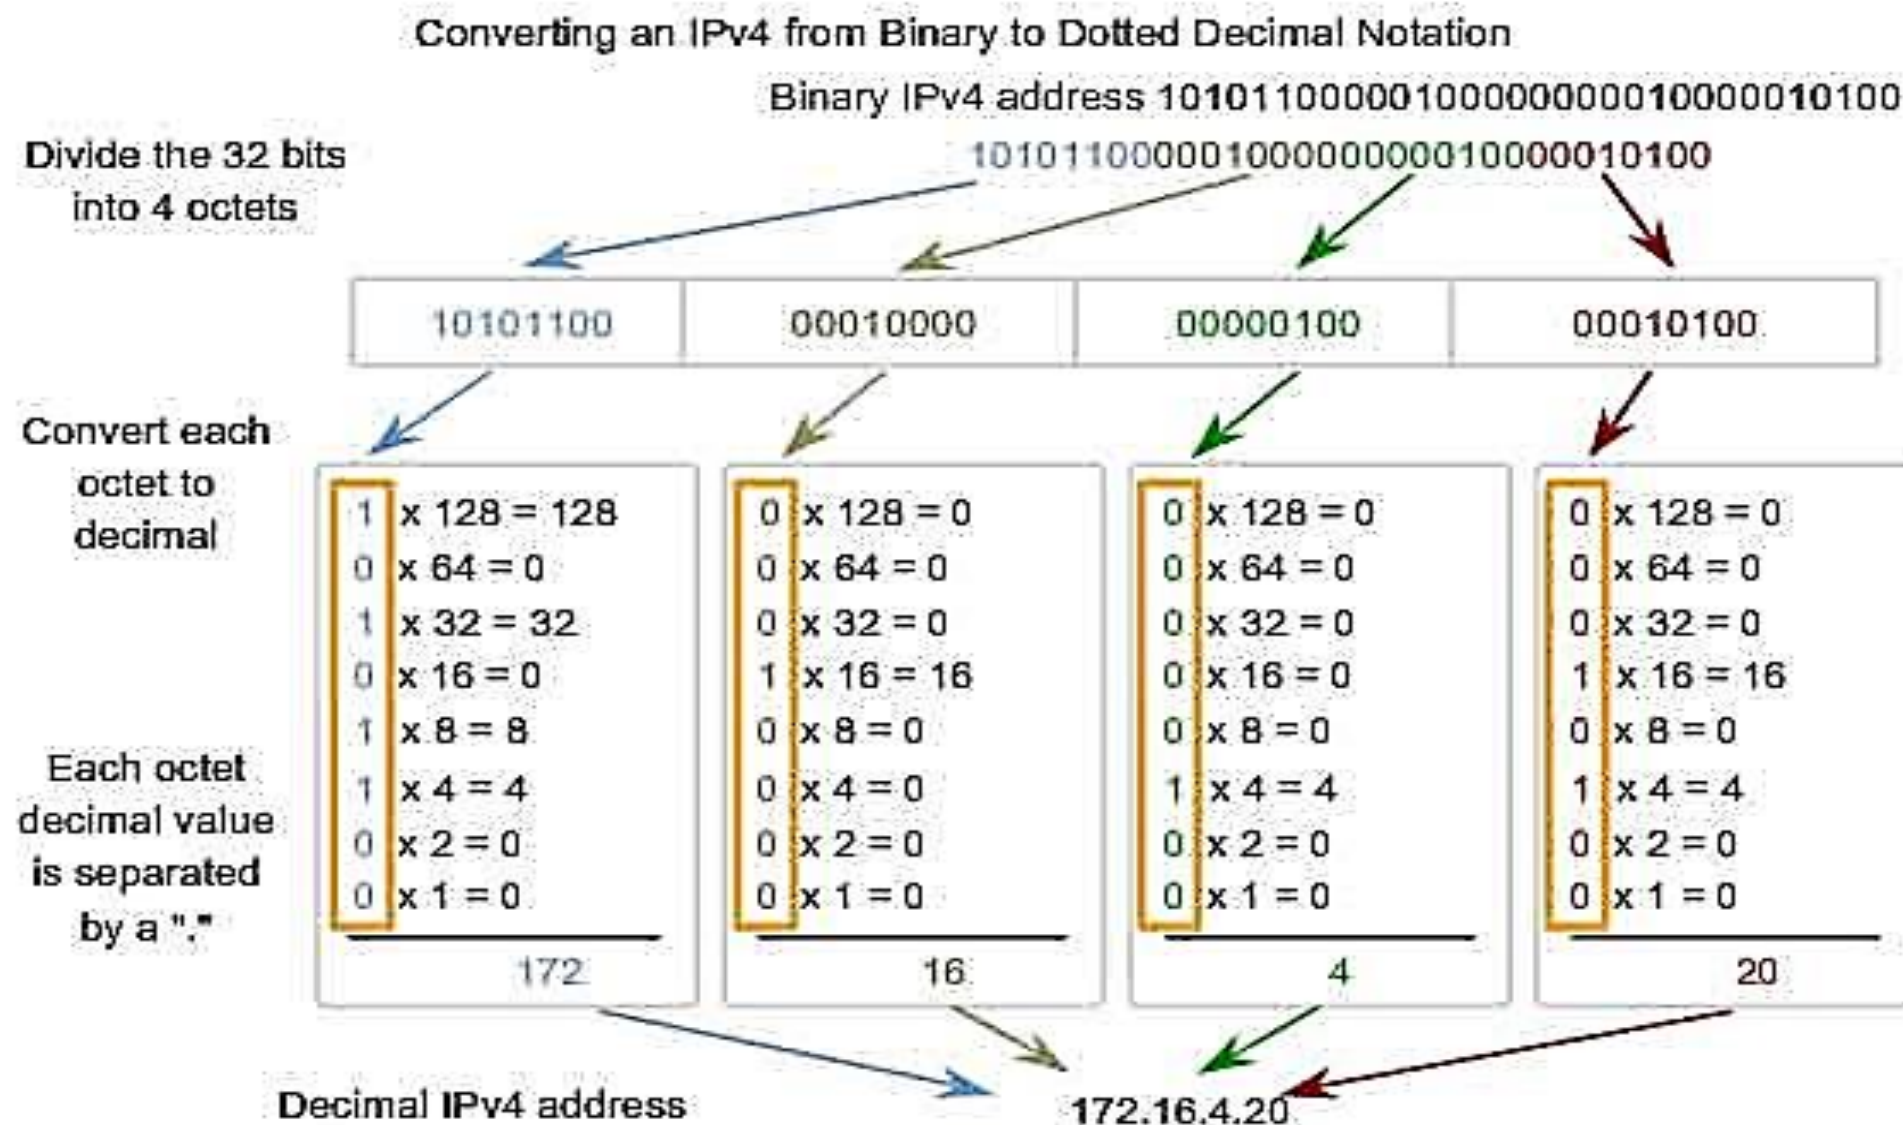 Converting an IPv4 from Binary to Dotted Decimal Notation
Binary IPv4 address 10101100000100000000010000010100
Divide the 32 bits
into 4 octets
10101100000100000000010000010100
10101100 00010000 00000100 00010100
Convert each
octet to
decimal
1 x 128 = 128
0 x 64 = 0
1 x 32 = 32
0 x 16 = 0
1 x 8 = 8
1 x 4 = 4
0 x 2 = 0
0 x 1 = 0
172
0 x 128 = 0
0 x 64 = 0
0 x 32 = 0
1 x 16 = 16
0 x 8 = 0
0 x 4 = 0
0 x 2 = 0
0 x 1 = 0
16
0 x 128 = 0
0 x 64 = 0
0 x 32 = 0
0 x 16 = 0
0 x 8 = 0
1 x 4 = 4
0 x 2 = 0
0 x 1 = 0
4
0 x 128 = 0
0 x 64 = 0
0 x 32 = 0
1 x 16 = 16
0 x 8 = 0
1 x 4 = 4
0 x 2 = 0
0 x 1 = 0
20
Each octet
decimal value
is separated
by a "."
Decimal IPv4 address
172.16.4.20